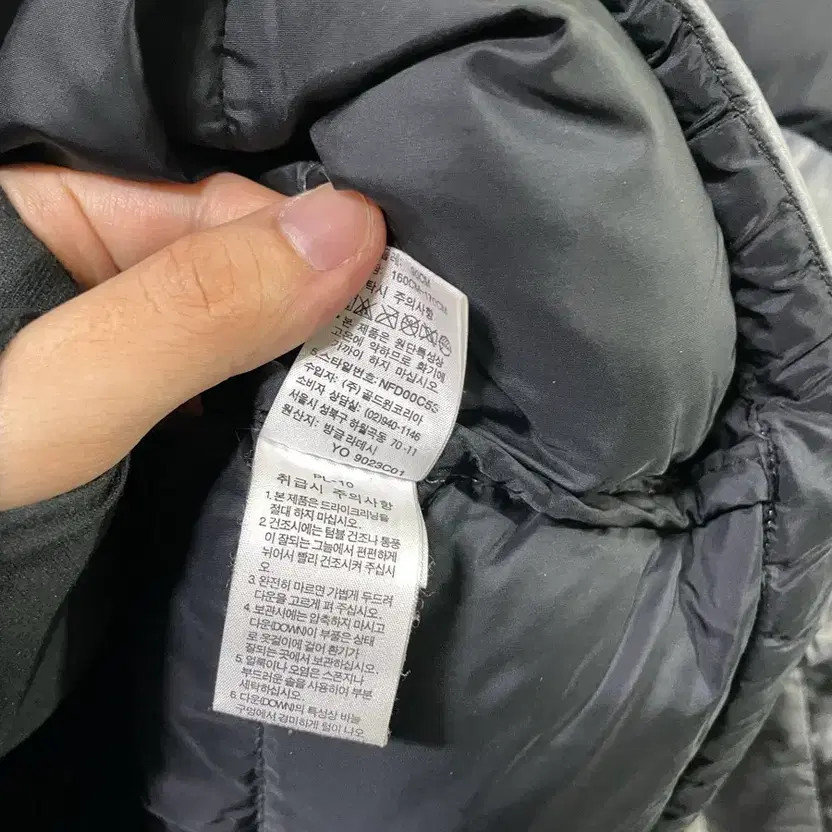 90CM
160CM-170CM
탁시 주의사항
본 제품은 원단특성상
고온에 약하므로 화기에
가까이 하지 마십시오
5. 스타일번호: NFD00C53
수입자: (주) 골드윈코리아
소비자 상담실: (02)940-1146
서울시 성북구 하월곡동 70-11
원산지: 방글라데시
YO 9023C01
취급시 주의사항
1. 본 제품은 드라이크리닝을
절대 하지 마십시오.
2. 건조시에는 텀블 건조나 통풍
이 잘되는 그늘에서 편편하게
뉘어서 빨리 건조시켜 주십시
오
3. 완전히 마르면 가볍게 두드려
다운을 고르게 펴 주십시오.
4. 보관시에는 압축하지 마시고
다운(DOWN)이 부풀은 상태
로 옷걸이에 걸어 환기가
잘되는 곳에서 보관하십시오.
5. 얼룩이나 오염은 스폰지나
부드러운 솔을 사용하여 부분
세탁하십시오.
6. 다운(DOWN)의 특성상 바늘
구멍에서 경미하게 털이 나오